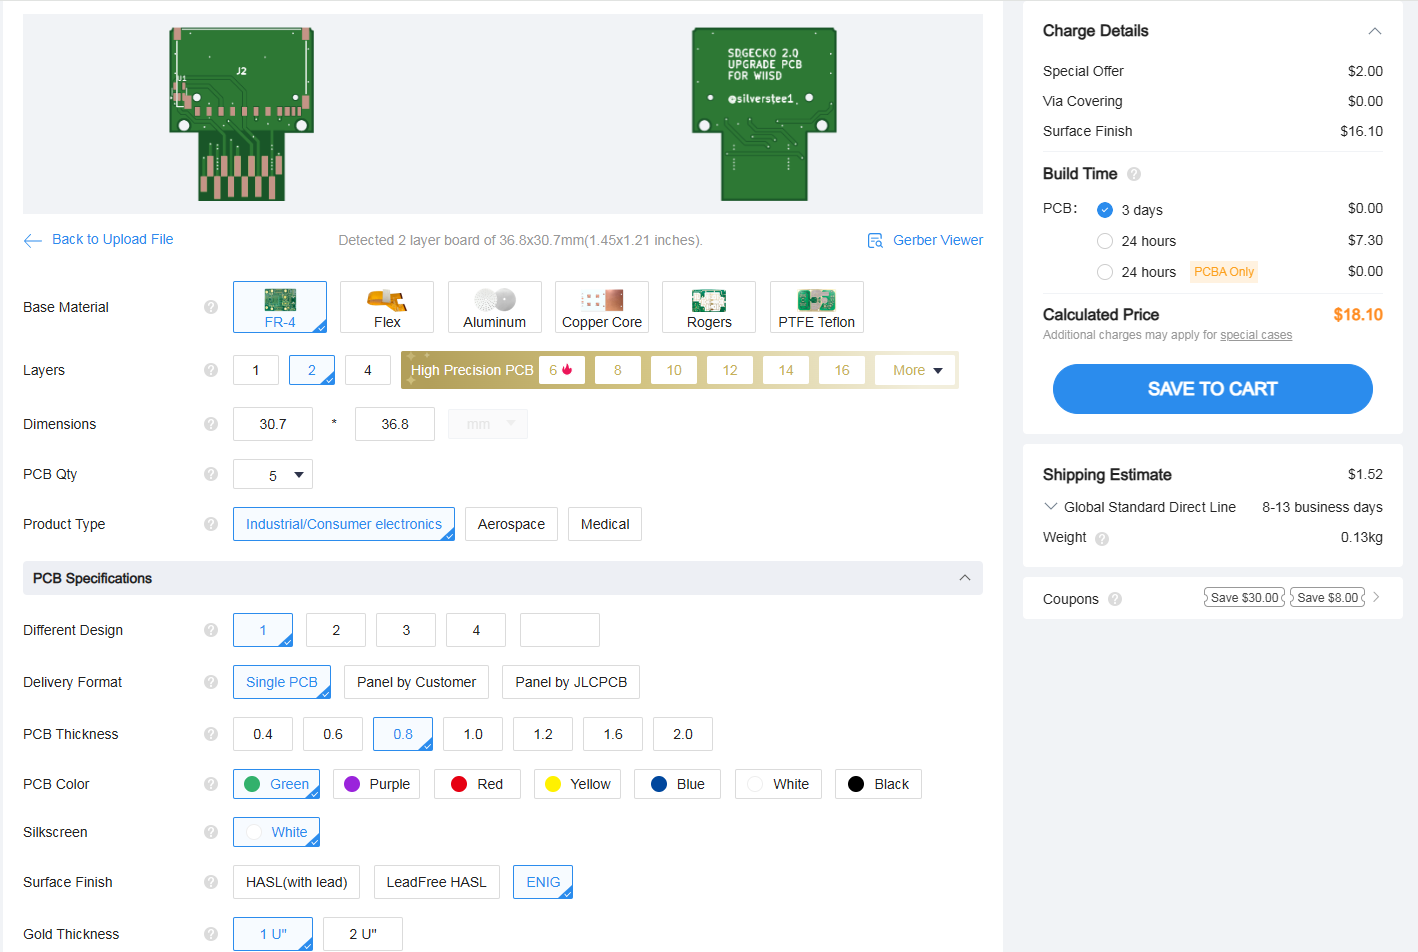 J2
U1
SDGECKO 2.0
UPGRADE PCB
FOR WIISD
@silverstee1_
Back to Upload File
Detected 2 layer board of 36.8x30.7mm(1.45x1.21 inches).
Gerber Viewer
Base Material
FR-4
Flex
Aluminum
Copper Core
Rogers
PTFE Teflon
Layers
1
2
4
High Precision PCB
6
8
10
12
14
16
More
Dimensions
30.7
*
36.8
mm
PCB Qty
5
Product Type
Industrial/Consumer electronics
Aerospace
Medical
PCB Specifications
Different Design
1
2
3
4
Delivery Format
Single PCB
Panel by Customer
Panel by JLCPCB
PCB Thickness
0.4
0.6
0.8
1.0
1.2
1.6
2.0
PCB Color
Green
Purple
Red
Yellow
Blue
White
Black
Silkscreen
White
Surface Finish
HASL(with lead)
LeadFree HASL
ENIG
Gold Thickness
1 U"
2 U"
Charge Details
Special Offer $2.00
Via Covering $0.00
Surface Finish $16.10
Build Time
PCB: 3 days $0.00
24 hours $7.30
24 hours PCBA Only $0.00
Calculated Price $18.10
Additional charges may apply for special cases
SAVE TO CART
Shipping Estimate $1.52
Global Standard Direct Line 8-13 business days
Weight 0.13kg
Coupons Save $30.00 Save $8.00